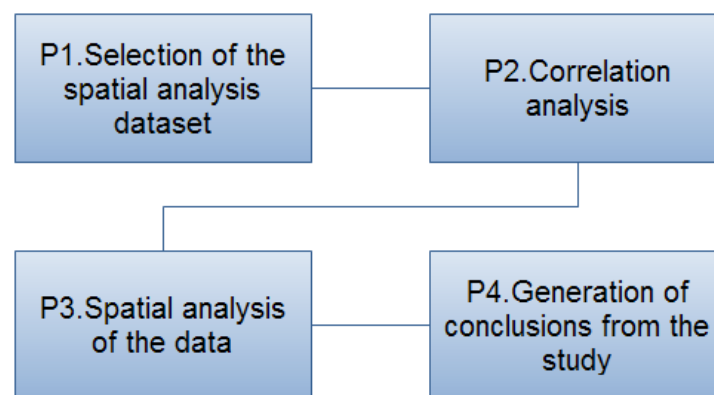 P1.Selection of the
spatial analysis
dataset
P2.Correlation
analysis
P3.Spatial analysis
of the data
P4.Generation of
conclusions from the
study